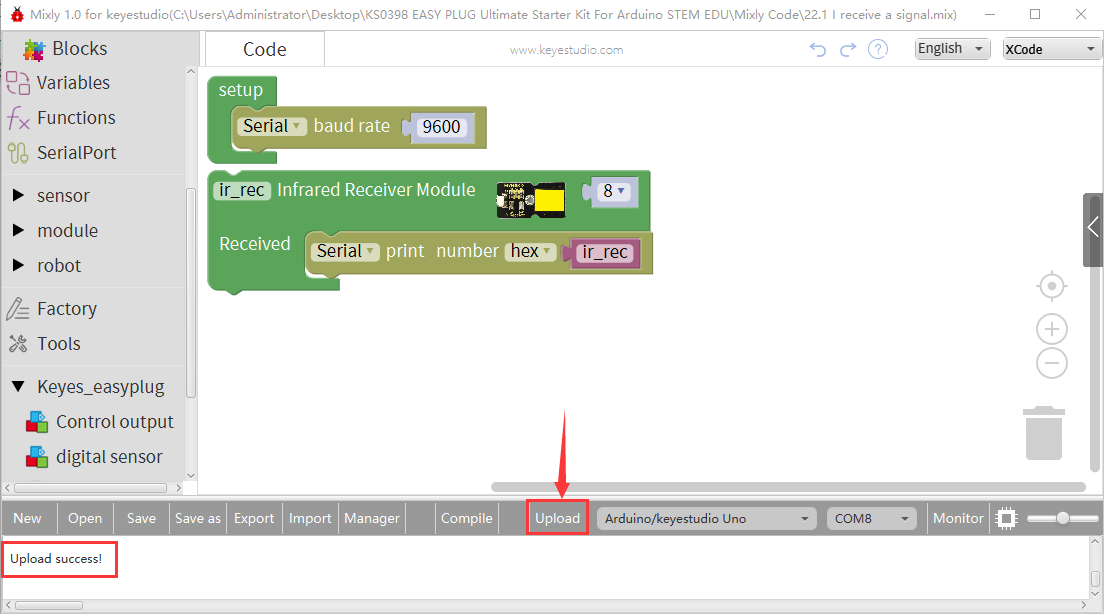 Mixly 1.0 for keyestudio(C:\Users\Administrator\Desktop\KS0398 EASY PLUG Ultimate Starter Kit For Arduino STEM EDU\Mixly Code\22.1 I receive a signal.mix)
Blocks
Code
www.keyestudio.com
?
English
XCode
Variables
Functions
SerialPort
sensor
module
robot
Factory
Tools
Keyes_easyplug
Control output
digital sensor
setup
Serial baud rate 9600
ir_rec Infrared Receiver Module 8
Received Serial print number hex ir_rec
New Open Save Save as Export Import Manager Compile Upload Arduino/keyestudio Uno COM8 Monitor
Upload success!